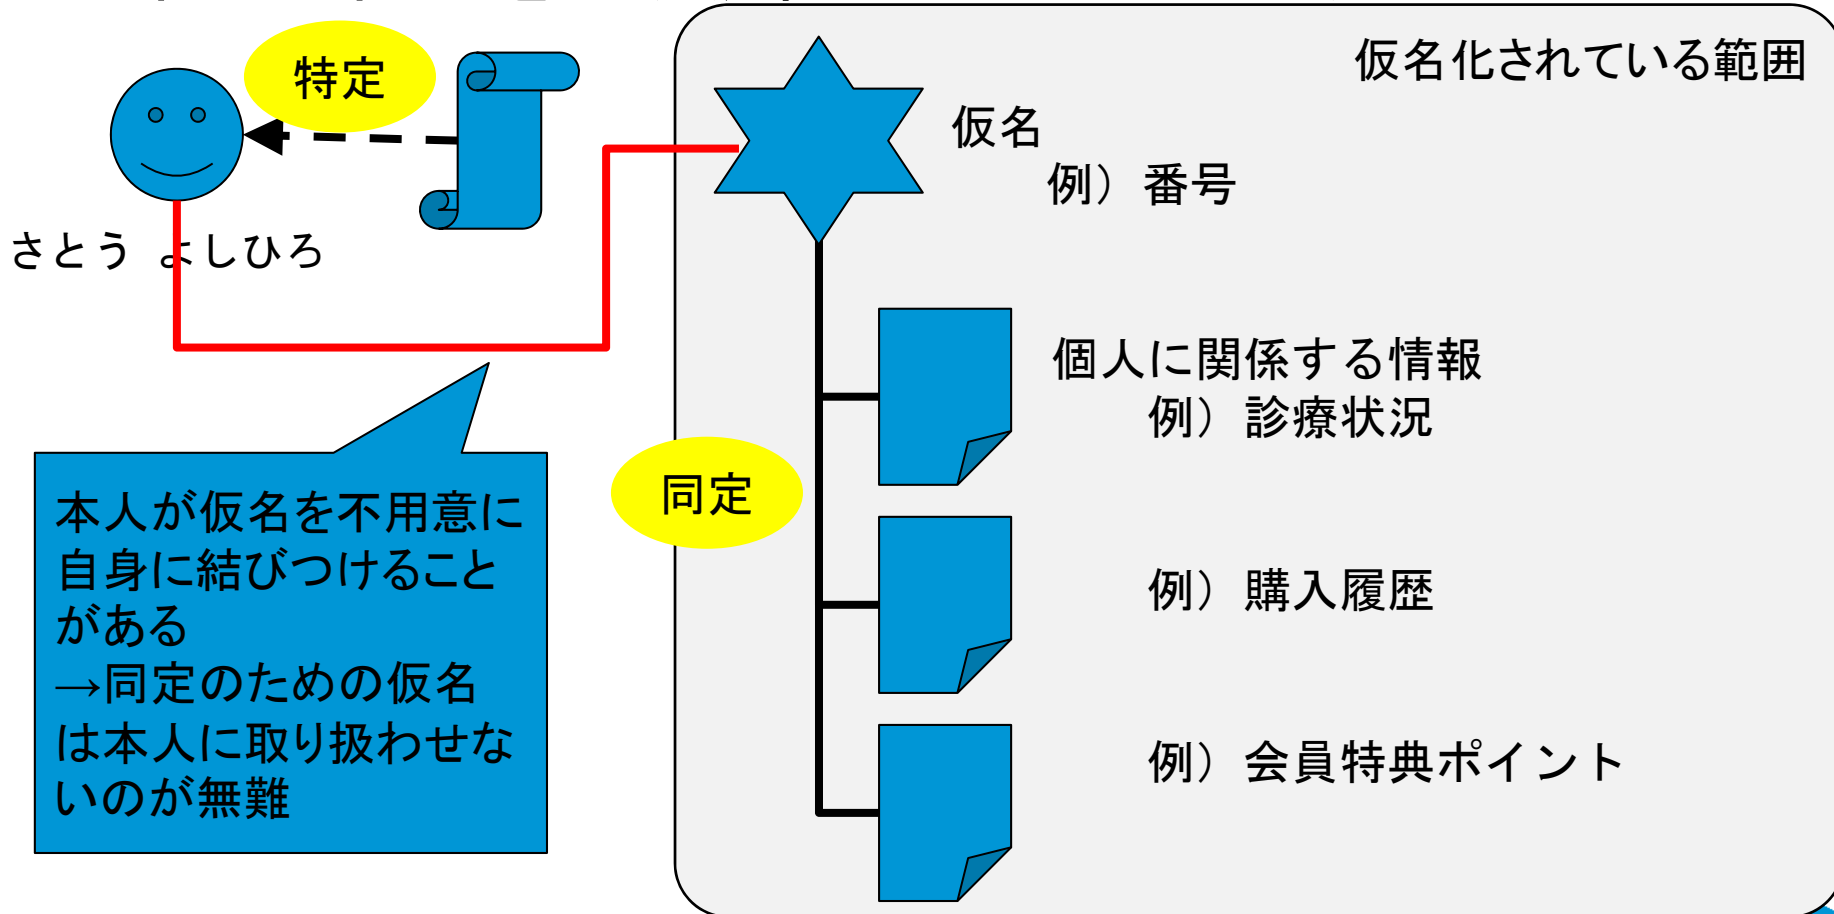 特定
さとう よしひろ
仮名化されている範囲
仮名
例）番号
個人に関係する情報
例）診療状況
同定
例）購入履歴
例）会員特典ポイント
本人が仮名を不用意に
自身に結びつけること
がある
→同定のための仮名
は本人に取り扱わせな
いのが無難